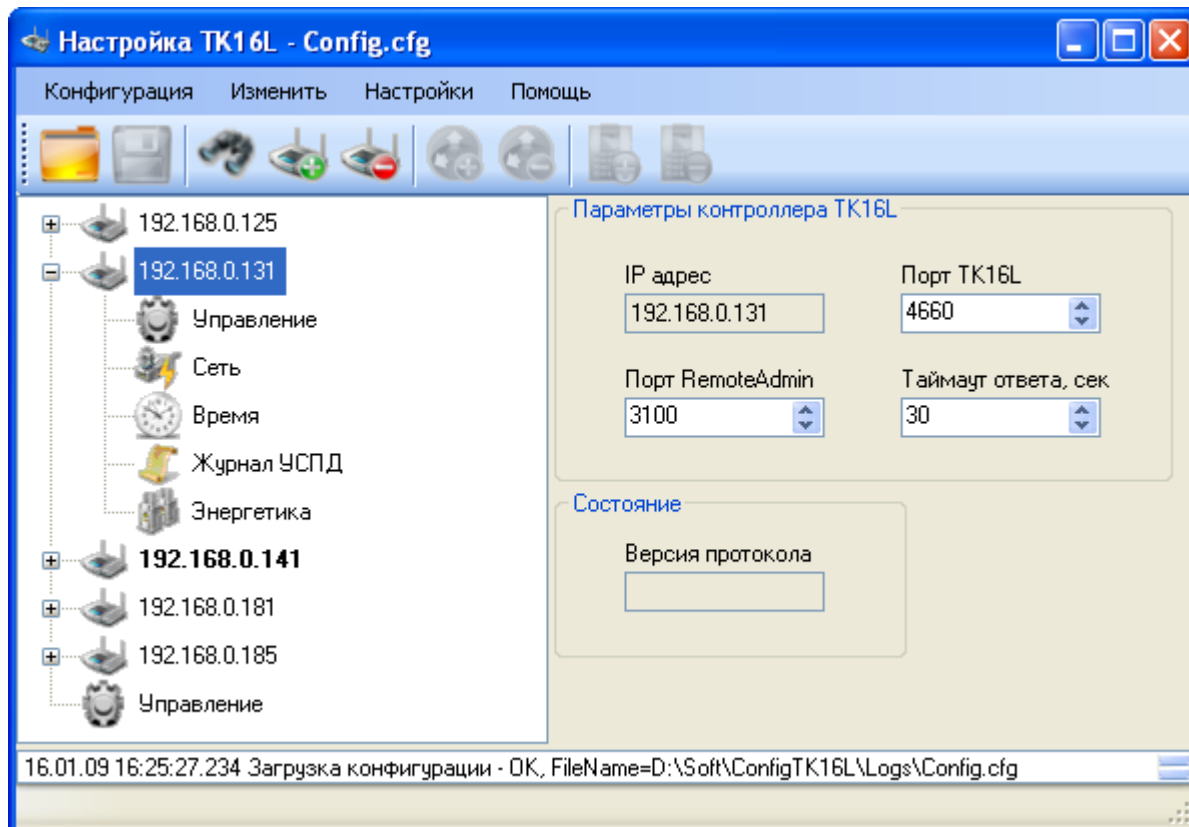 Настройка TK16L - Config.cfg
Конфигурация Изменить Настройки Помощь
192.168.0.125
192.168.0.131
Управление
Сеть
Время
Журнал УСПД
Энергетика
192.168.0.141
192.168.0.181
192.168.0.185
Управление
Параметры контроллера TK16L
IP адрес
192.168.0.131
Порт TK16L
4660
Порт RemoteAdmin
3100
Таймаут ответа, сек
30
Состояние
Версия протокола
16.01.09 16:25:27.234 Загрузка конфигурации - OK, FileName=D:\Soft\ConfigTK16L\Logs\Config.cfg